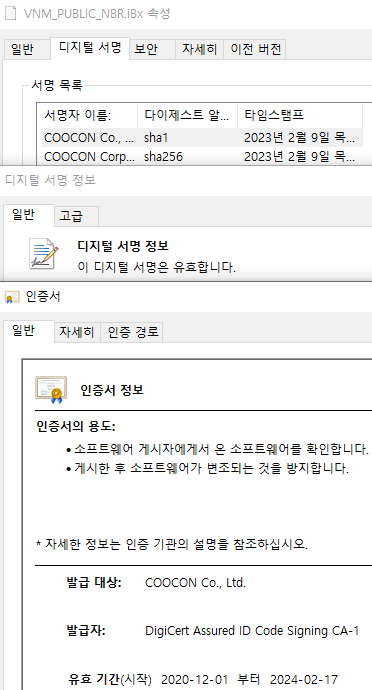 VNM_PUBLIC_NBR.iBx 속성
일반 디지털 서명 보안 자세히 이전 버전
서명 목록
서명자 이름: 다이제스트 알... 타임스탬프
COOCON Co., ... sha1 2023년 2월 9일 목...
COOCON Corp... sha256 2023년 2월 9일 목...
디지털 서명 정보
일반 고급
디지털 서명 정보
이 디지털 서명은 유효합니다.
인증서
일반 자세히 인증 경로
인증서 정보
인증서의 용도:
• 소프트웨어 게시자에게서 온 소프트웨어를 확인합니다.
• 게시한 후 소프트웨어가 변조되는 것을 방지합니다.
* 자세한 정보는 인증 기관의 설명을 참조하십시오.
발급 대상: COOCON Co., Ltd.
발급자: DigiCert Assured ID Code Signing CA-1
유효 기간(시작) 2020-12-01 부터 2024-02-17